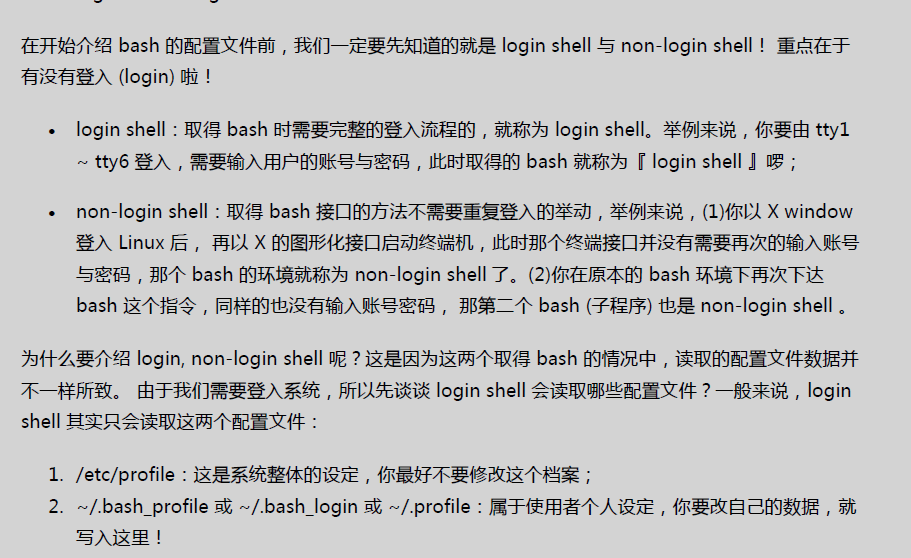 在开始介绍 bash 的配置文件前，我们一定要先知道的就是 login shell 与 non-login shell！ 重点在于
有没有登入 (login) 啦！
• login shell：取得 bash 时需要完整的登入流程的，就称为 login shell。举例来说，你要由 tty1
~ tty6 登入，需要输入用户的账号与密码，此时取得的 bash 就称为『 login shell 』啰；
• non-login shell：取得 bash 接口的方法不需要重复登入的举动，举例来说，(1)你以 X window
登入 Linux 后， 再以 X 的图形化接口启动终端机，此时那个终端接口并没有需要再次的输入账号
与密码，那个 bash 的环境就称为 non-login shell 了。(2)你在原本的 bash 环境下再次下达
bash 这个指令，同样的也没有输入账号密码， 那第二个 bash (子程序) 也是 non-login shell 。
为什么要介绍 login, non-login shell 呢？这是因为这两个取得 bash 的情况中，读取的配置文件数据并
不一样所致。 由于我们需要登入系统，所以先谈谈 login shell 会读取哪些配置文件？一般来说，login
shell 其实只会读取这两个配置文件：
1. /etc/profile：这是系统整体的设定，你最好不要修改这个档案；
2. ~/.bash_profile 或 ~/.bash_login 或 ~/.profile：属于使用者个人设定，你要改自己的数据，就
写入这里！